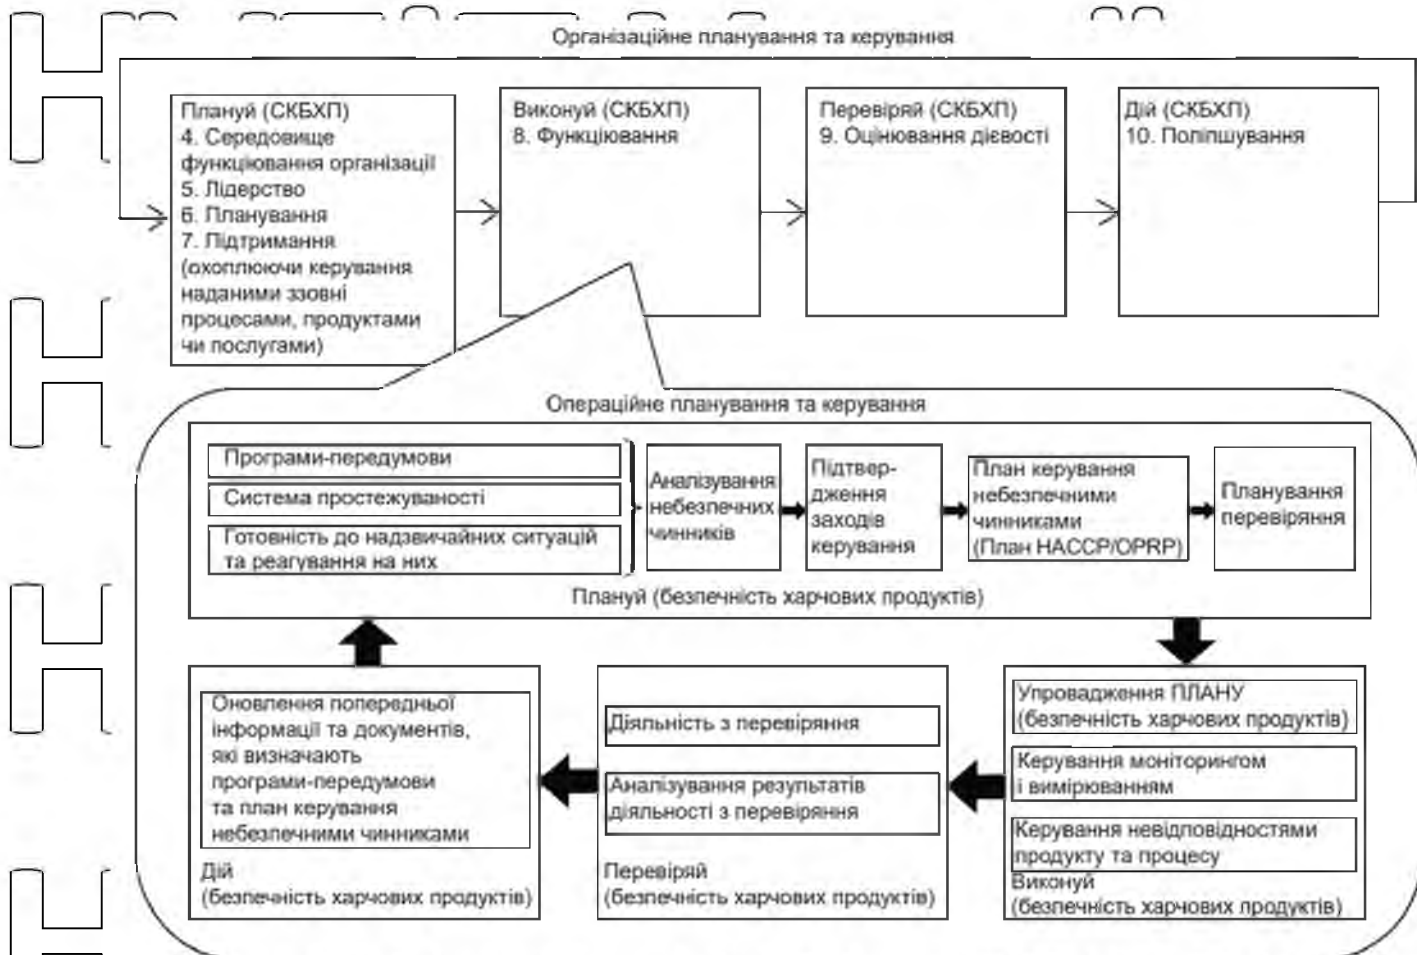 Організаційне планування та керування
Плануй (СКБХП)
4. Середовище
функціювання організації
5. Лідерство
6. Планування
7. Підтримання
(охоплюючи керування
наданими ззовні
процесами, продуктами
чи послугами)
Виконуй (СКБХП)
8. Функціювання
Перевіряй (СКБХП)
9. Оцінювання дієвості
Дій (СКБХП)
10. Поліпшування
Операційне планування та керування
Програми-передумови
Система простежуваності
Готовність до надзвичайних ситуацій
та реагування на них
Аналізування
небезпечних
чинників
Підтвер-
дження
заходів
керування
План керування
небезпечними
чинниками
(План HACCP/OPRP)
Планування
перевіряння
Плануй (безпечність харчових продуктів)
Упровадження ПЛАНУ
(безпечність харчових продуктів)
Керування моніторингом
і вимірюванням
Керування невідповідностями
продукту та процесу
Виконуй
(безпечність харчових продуктів)
Діяльність з перевіряння
Аналізування результатів
діяльності з перевіряння
Перевіряй
(безпечність харчових продуктів)
Оновлення попередньої
інформації та документів,
які визначають
програми-передумови
та план керування
небезпечними чинниками
Дій
(безпечність харчових продуктів)